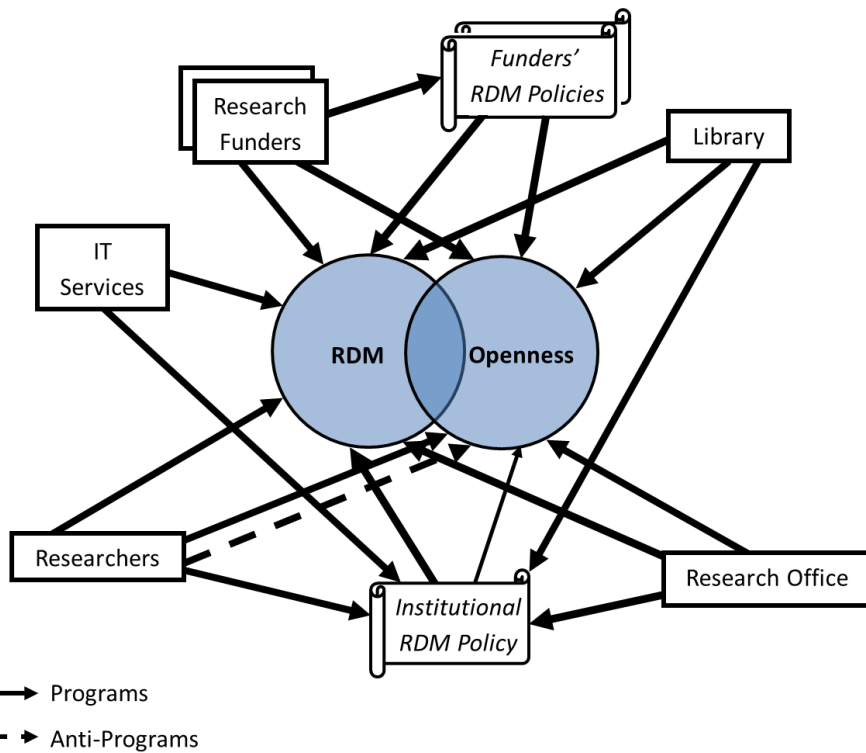 Funders’
RDM Policies
Research
Funders
Library
IT
Services
RDM
Openness
Researchers
Research Office
Institutional
RDM Policy
Programs
Anti-Programs